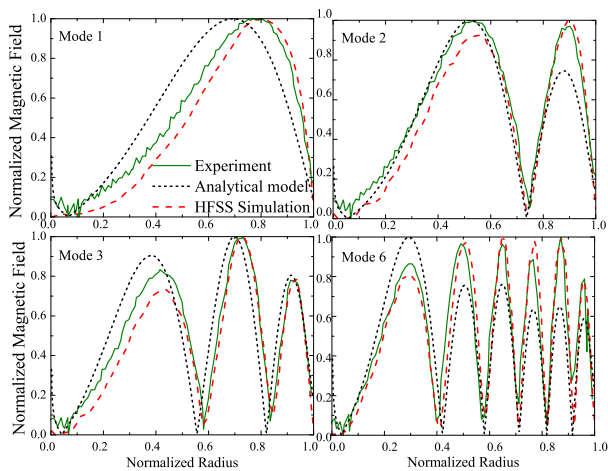 Mode 1
Mode 2
Normalized Magnetic Field
1.0
0.8
0.6
0.4
0.2
0.0
1.0
0.8
0.6
0.4
0.2
0.0
Experiment
Analytical model
HFSS Simulation
0.0 0.2 0.4 0.6 0.8 1.0
0.0 0.2 0.4 0.6 0.8 1.0
Mode 3
Mode 6
Normalized Magnetic Field
1.0
0.8
0.6
0.4
0.2
0.0
1.0
0.8
0.6
0.4
0.2
0.0
0.0 0.2 0.4 0.6 0.8 1.0
0.0 0.2 0.4 0.6 0.8 1.0
Normalized Radius
Normalized Radius